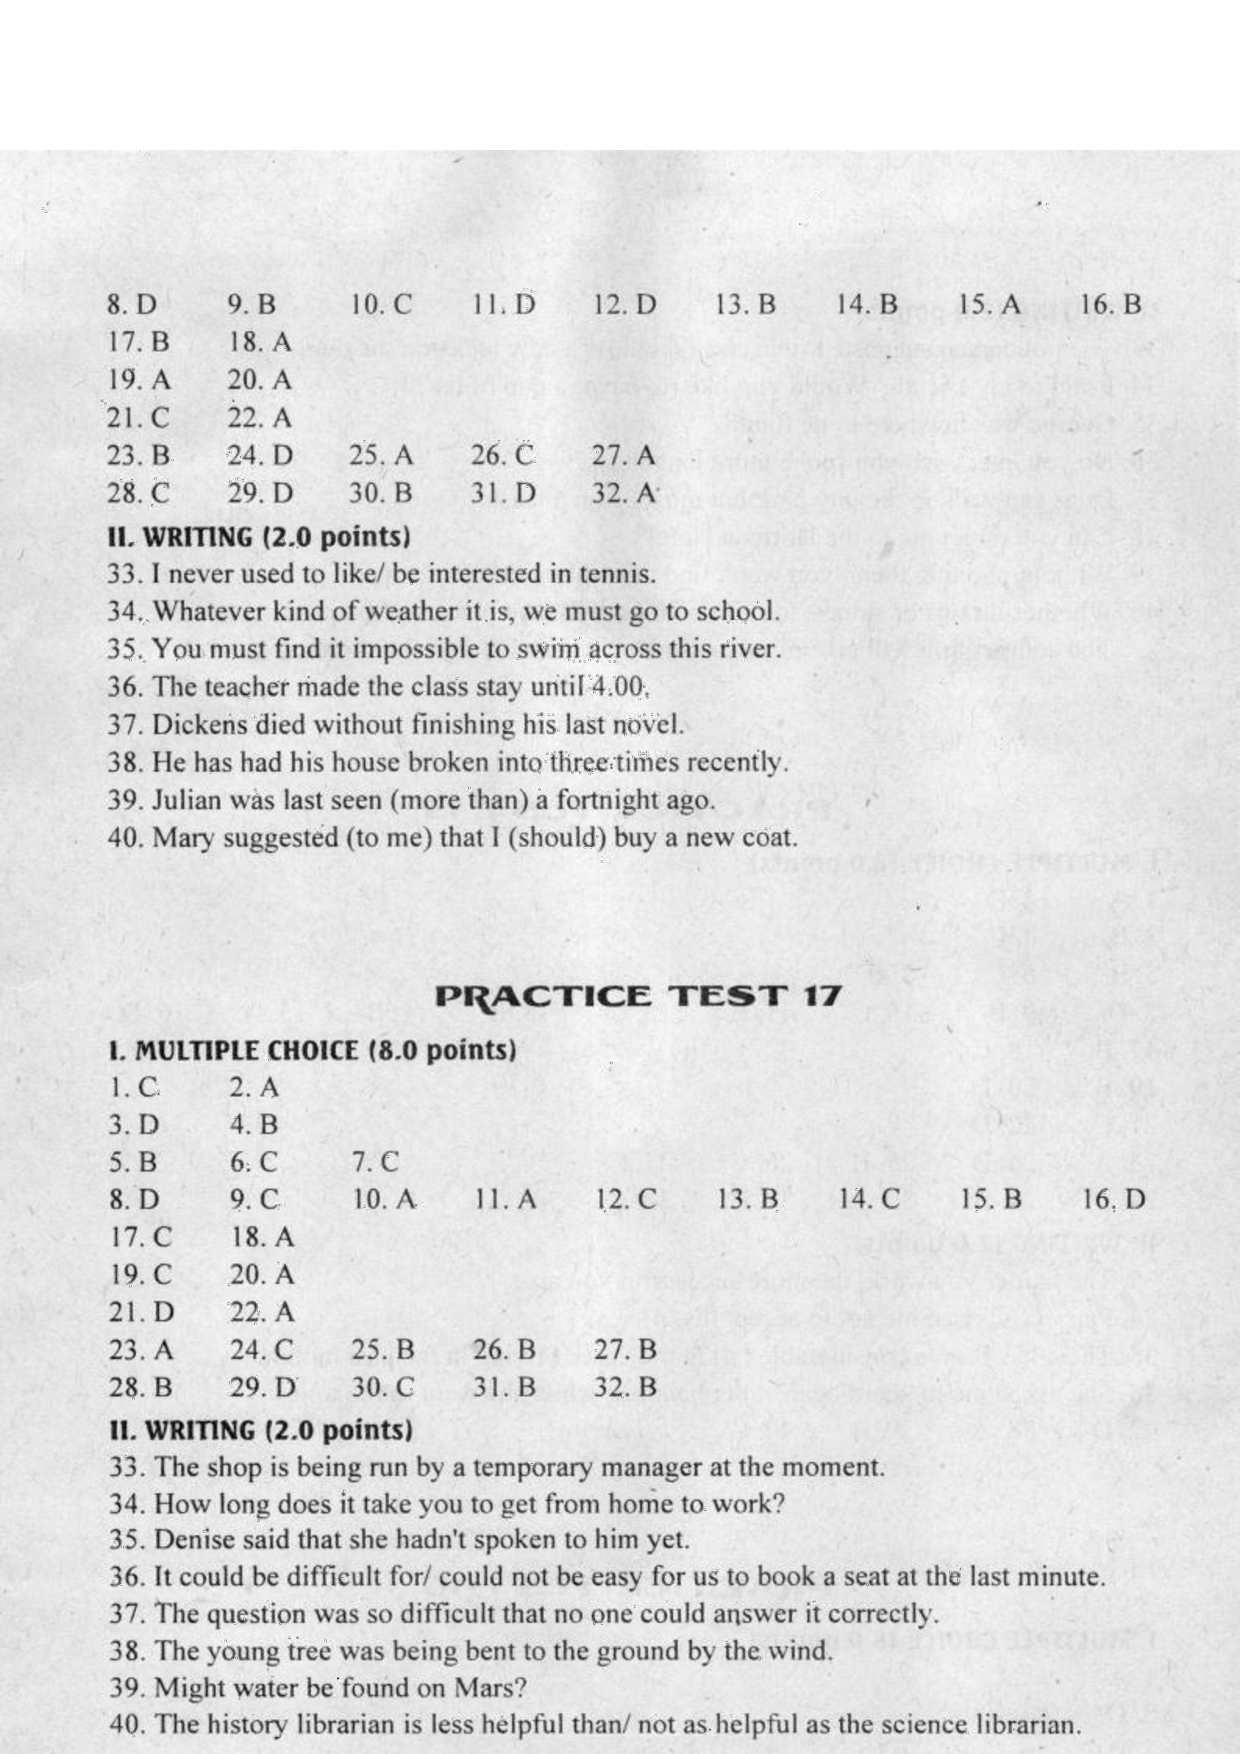 8. D 9. B 10. C 11. D 12. D 13. B 14. B 15. A 16. B
17. B 18. A
19. A 20. A
21. C 22. A
23. B 24. D 25. A 26. C 27. A
28. C 29. D 30. B 31. D 32. A
II. WRITING (2.0 points)
33. I never used to like/ be interested in tennis.
34. Whatever kind of weather it is, we must go to school.
35. You must find it impossible to swim across this river.
36. The teacher made the class stay until 4.00.
37. Dickens died without finishing his last novel.
38. He has had his house broken into three times recently.
39. Julian was last seen (more than) a fortnight ago.
40. Mary suggested (to me) that I (should) buy a new coat.
PRACTICE TEST 17
I. MULTIPLE CHOICE (8.0 points)
1. C 2. A
3. D 4. B
5. B 6. C 7. C
8. D 9. C 10. A 11. A 12. C 13. B 14. C 15. B 16. D
17. C 18. A
19. C 20. A
21. D 22. A
23. A 24. C 25. B 26. B 27. B
28. B 29. D 30. C 31. B 32. B
II. WRITING (2.0 points)
33. The shop is being run by a temporary manager at the moment.
34. How long does it take you to get from home to work?
35. Denise said that she hadn't spoken to him yet.
36. It could be difficult for/ could not be easy for us to book a seat at the last minute.
37. The question was so difficult that no one could answer it correctly.
38. The young tree was being bent to the ground by the wind.
39. Might water be found on Mars?
40. The history librarian is less helpful than/ not as helpful as the science librarian.